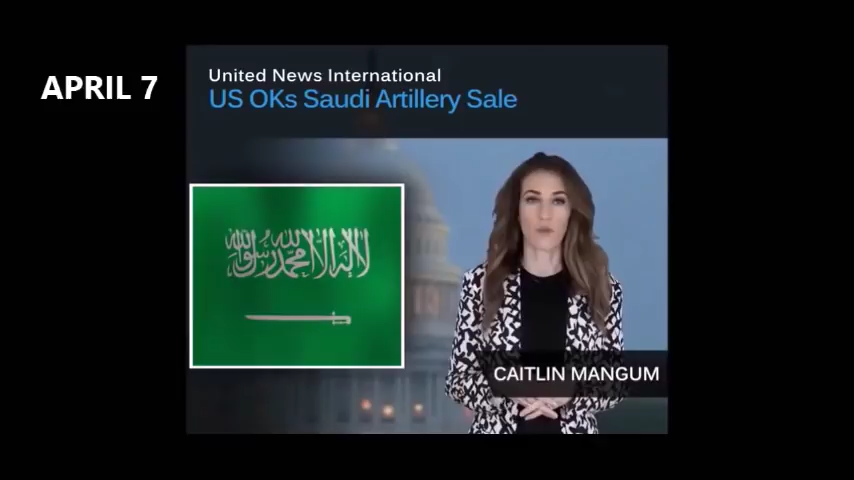 APRIL 7
United News International
US OKs Saudi Artillery Sale
لا إله إلا الله محمد رسول الله
CAITLIN MANGUM